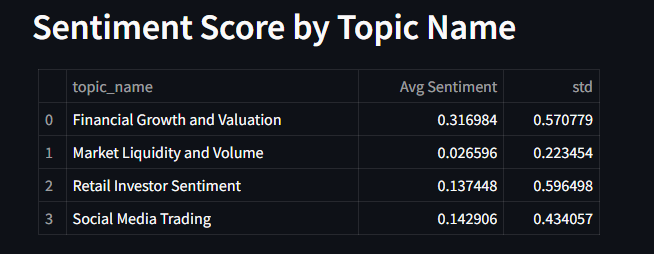 Sentiment Score by Topic Name
topic_name Avg Sentiment std
0 Financial Growth and Valuation 0.316984 0.570779
1 Market Liquidity and Volume 0.026596 0.223454
2 Retail Investor Sentiment 0.137448 0.596498
3 Social Media Trading 0.142906 0.434057